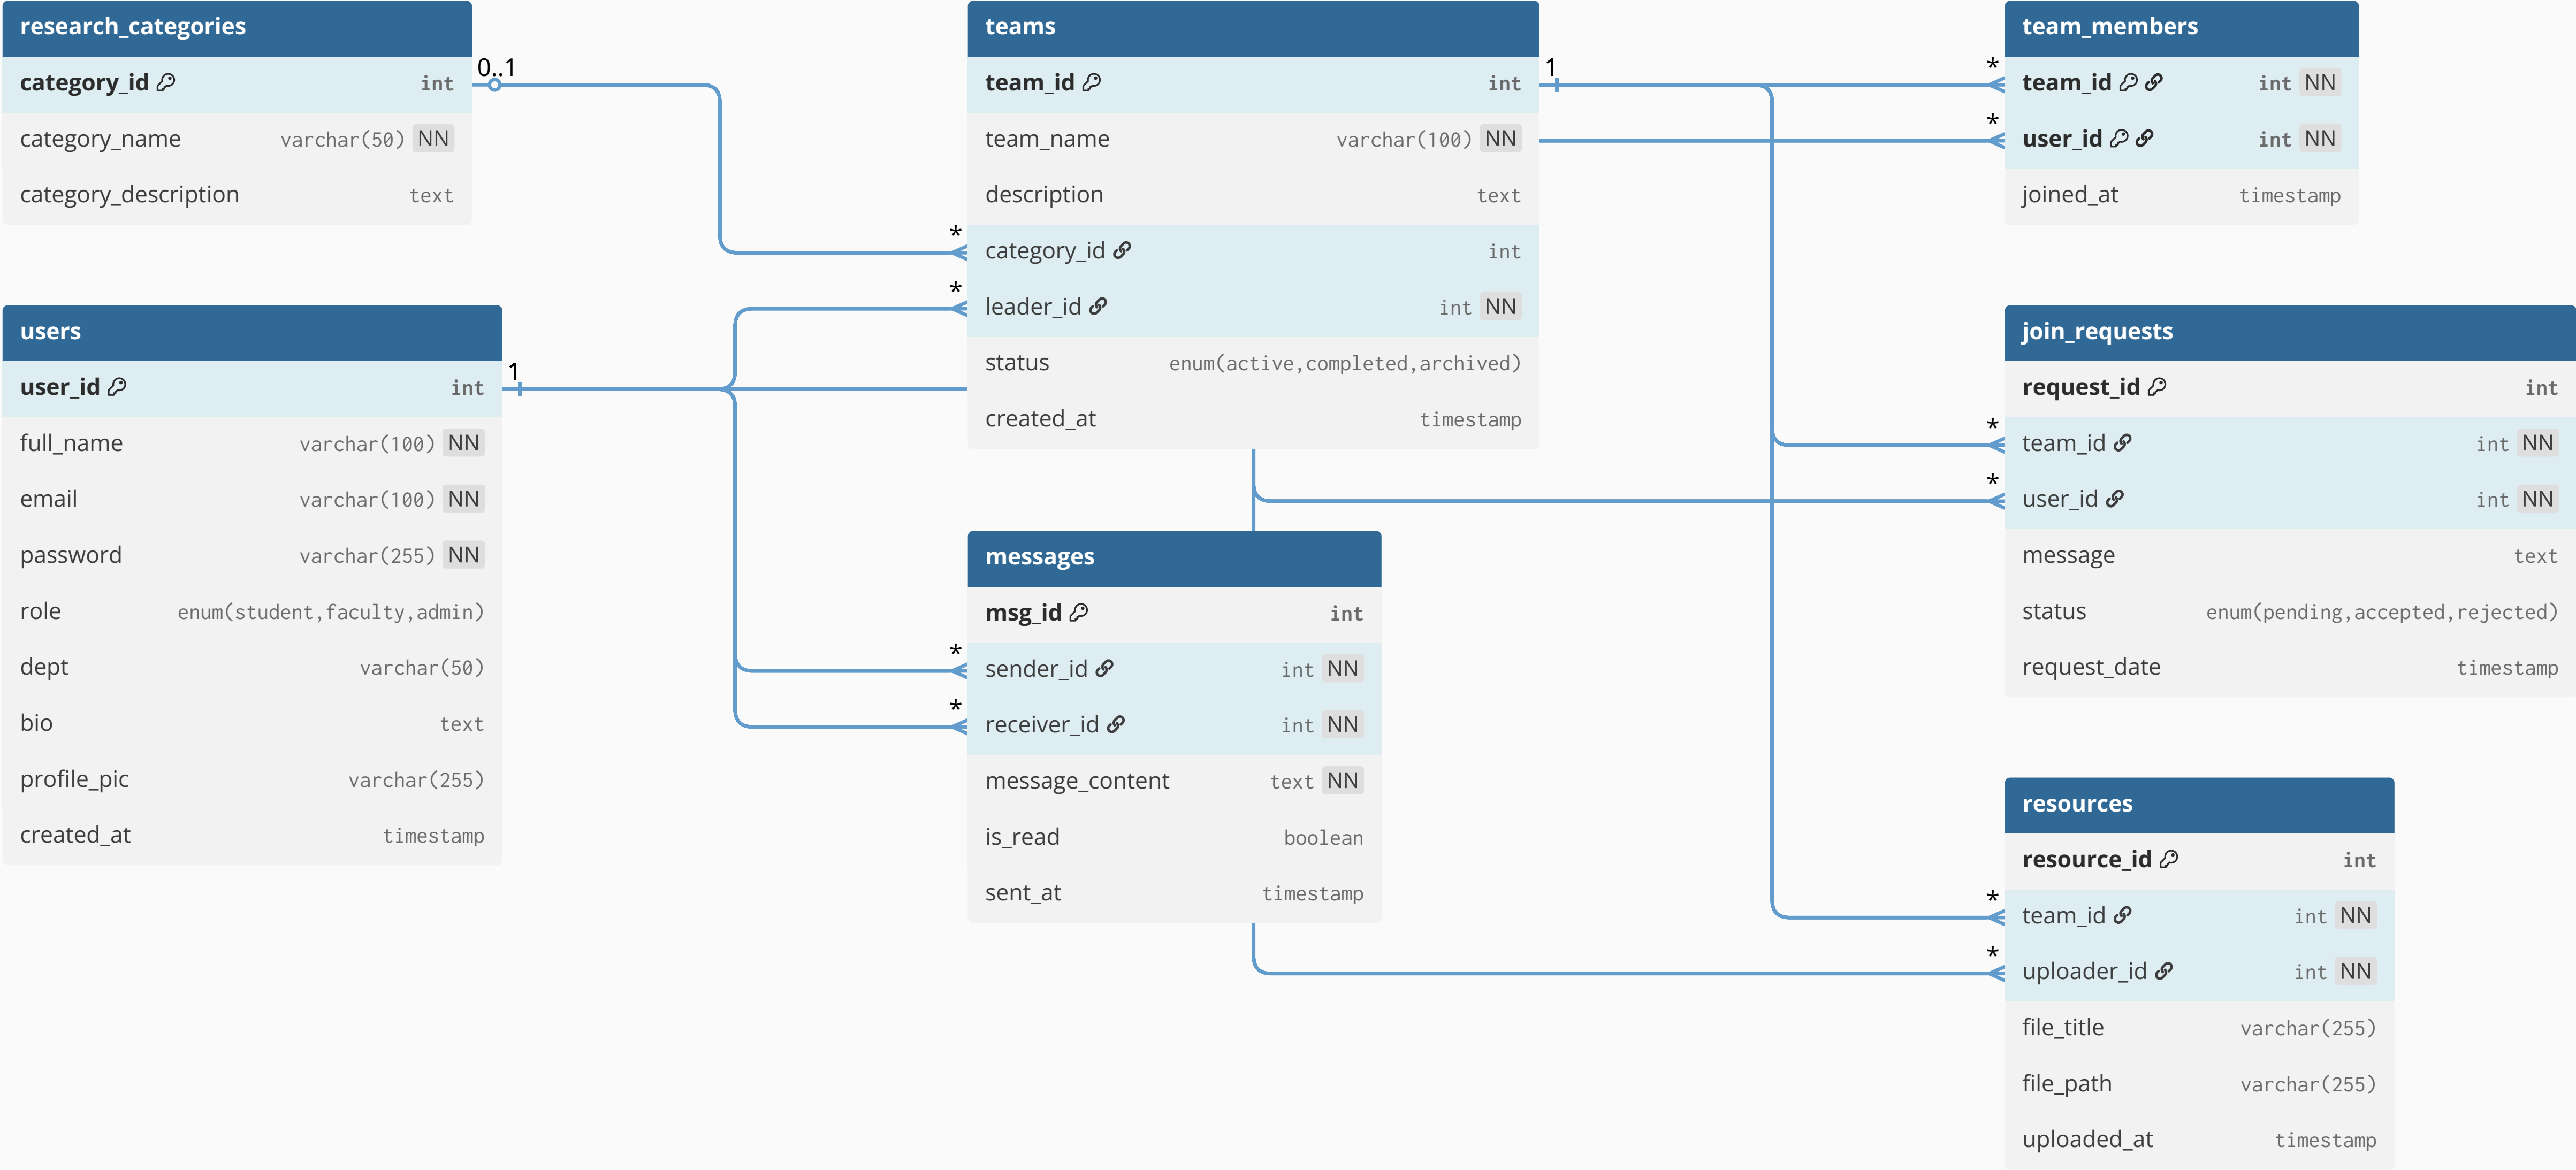 research_categories
category_id int
category_name varchar(50) NN
category_description text
0..1
users
user_id int
full_name varchar(100) NN
email varchar(100) NN
password varchar(255) NN
role enum(student,faculty,admin)
dept varchar(50)
bio text
profile_pic varchar(255)
created_at timestamp
1
teams
team_id int
team_name varchar(100) NN
description text
* category_id int
* leader_id int NN
status enum(active,completed,archived)
created_at timestamp
1
messages
msg_id int
* sender_id int NN
* receiver_id int NN
message_content text NN
is_read boolean
sent_at timestamp
team_members
* team_id int NN
* user_id int NN
joined_at timestamp
join_requests
request_id int
* team_id int NN
* user_id int NN
message text
status enum(pending,accepted,rejected)
request_date timestamp
resources
resource_id int
* team_id int NN
* uploader_id int NN
file_title varchar(255)
file_path varchar(255)
uploaded_at timestamp